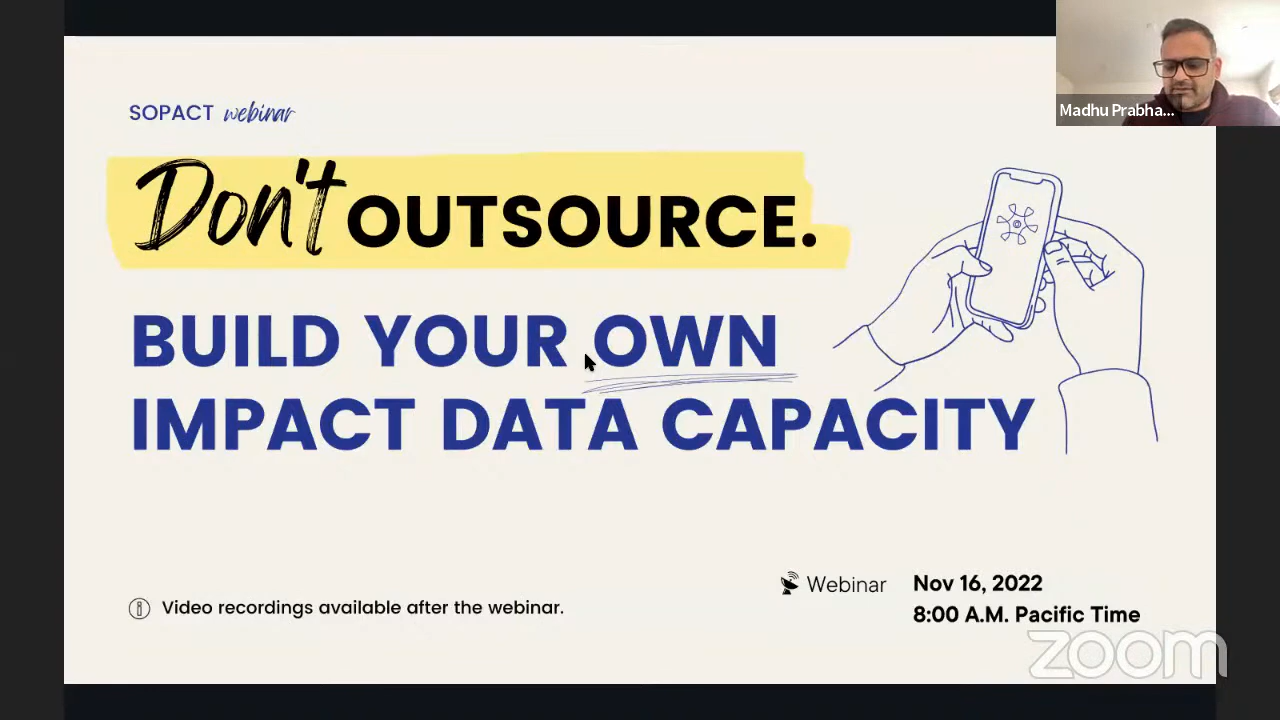 SOPACT webinar
Don't OUTSOURCE.
BUILD YOUR OWN
IMPACT DATA CAPACITY
Video recordings available after the webinar.
Webinar
Nov 16, 2022
8:00 A.M. Pacific Time
zoom
Madhu Prabha...